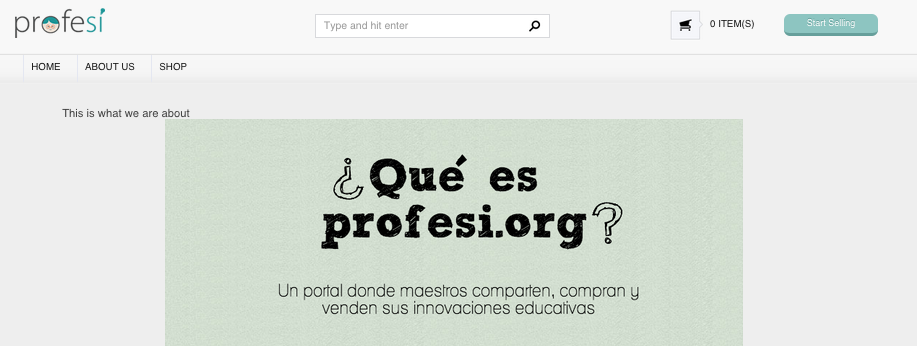 profesí
Type and hit enter
0 ITEM(S)
Start Selling
HOME
ABOUT US
SHOP
This is what we are about
¿Qué es
profesi.org?
Un portal donde maestros comparten, compran y
venden sus innovaciones educativas